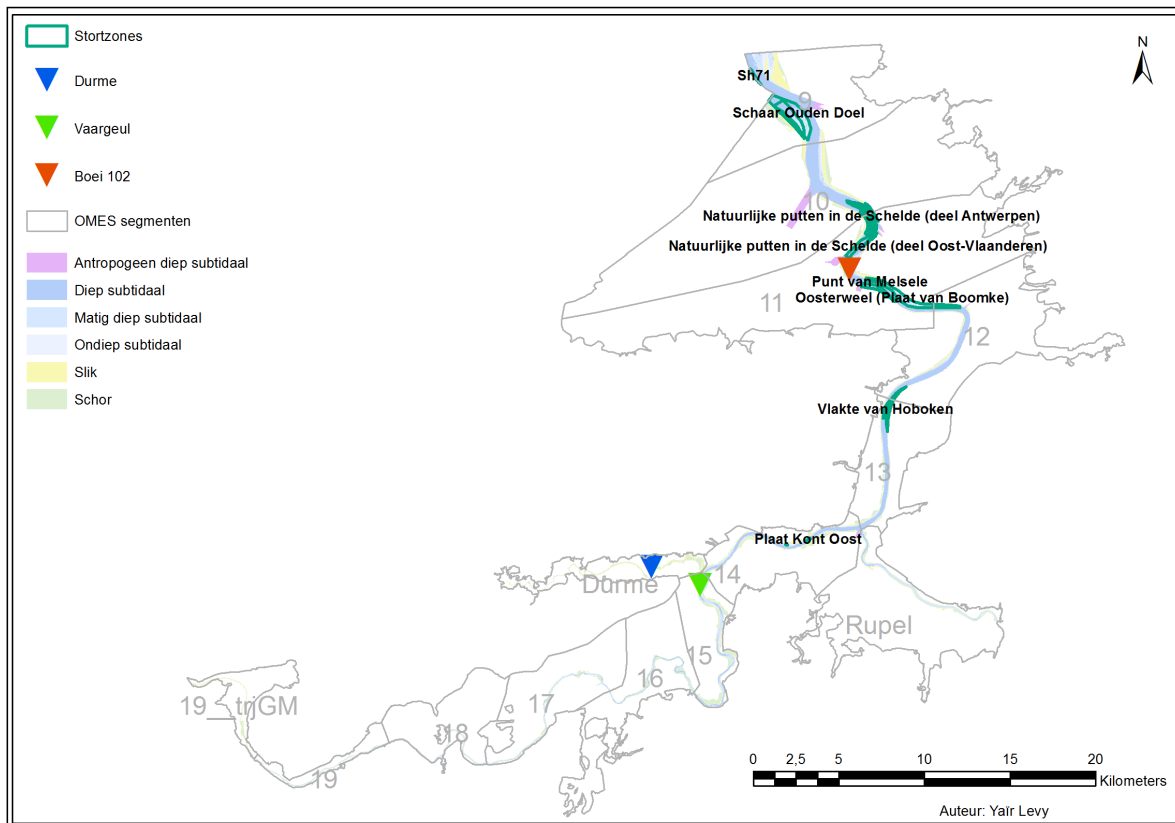 Stortzones
Durme
Vaargeul
Boei 102
OMES segmenten
Antropogeen diep subtidaal
Diep subtidaal
Matig diep subtidaal
Ondiep subtidaal
Slik
Schor
N
Sh71
9
Schaar Ouden Doel
10
Natuurlijke putten in de Schelde (deel Antwerpen)
Natuurlijke putten in de Schelde (deel Oost-Vlaanderen)
Punt van Melsele
Oosterweel (Plaat van Boomke)
11
12
Vlakte van Hoboken
13
Plaat Kont Oost
14
Durme
Rupel
15
16
17
19__trjGM
18
19
0 2,5 5 10 15 20
Kilometers
Auteur: Yaïr Levy